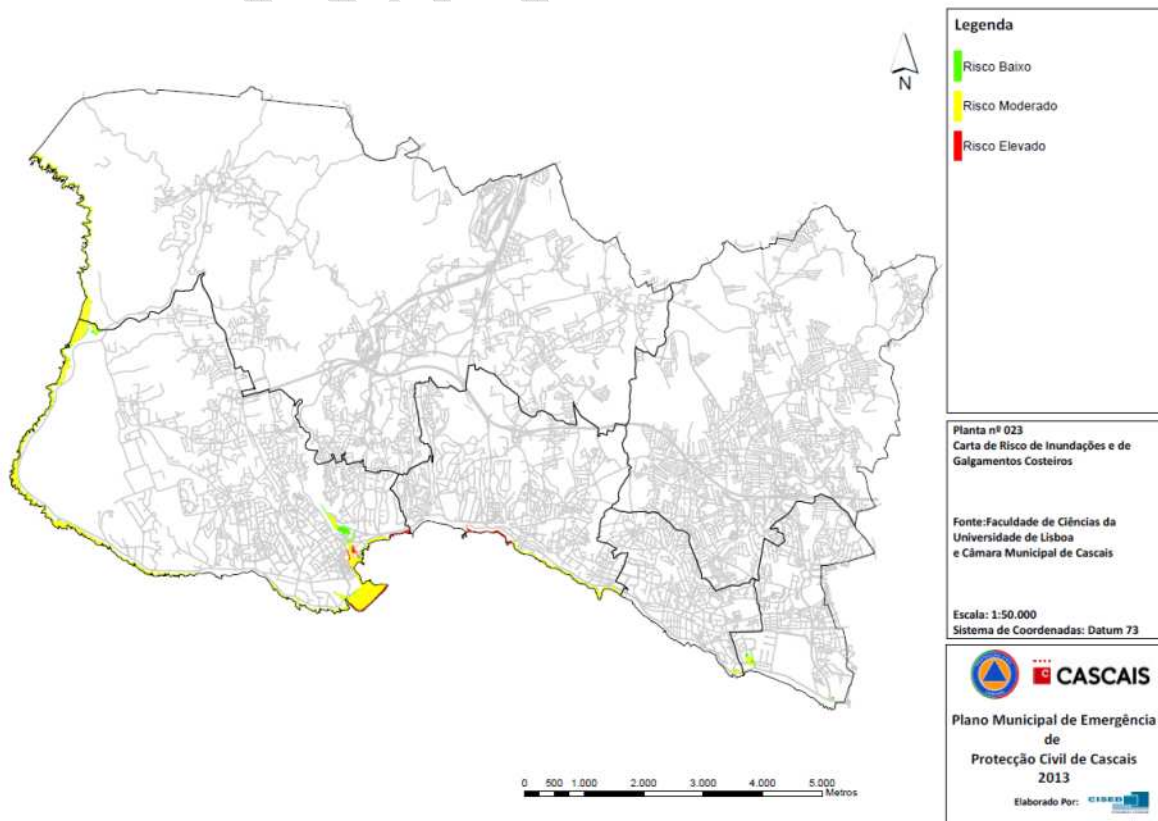 N
Legenda
Risco Baixo
Risco Moderado
Risco Elevado
Planta nº 023
Carta de Risco de Inundações e de
Galgamentos Costeiros
Fonte:Faculdade de Ciências da
Universidade de Lisboa
e Câmara Municipal de Cascais
Escala: 1:50.000
Sistema de Coordenadas: Datum 73
C CASCAIS
Plano Municipal de Emergência
de
Protecção Civil de Cascais
2013
Elaborado Por: CISED
0 500 1.000 2.000 3.000 4.000 5.000
Metros